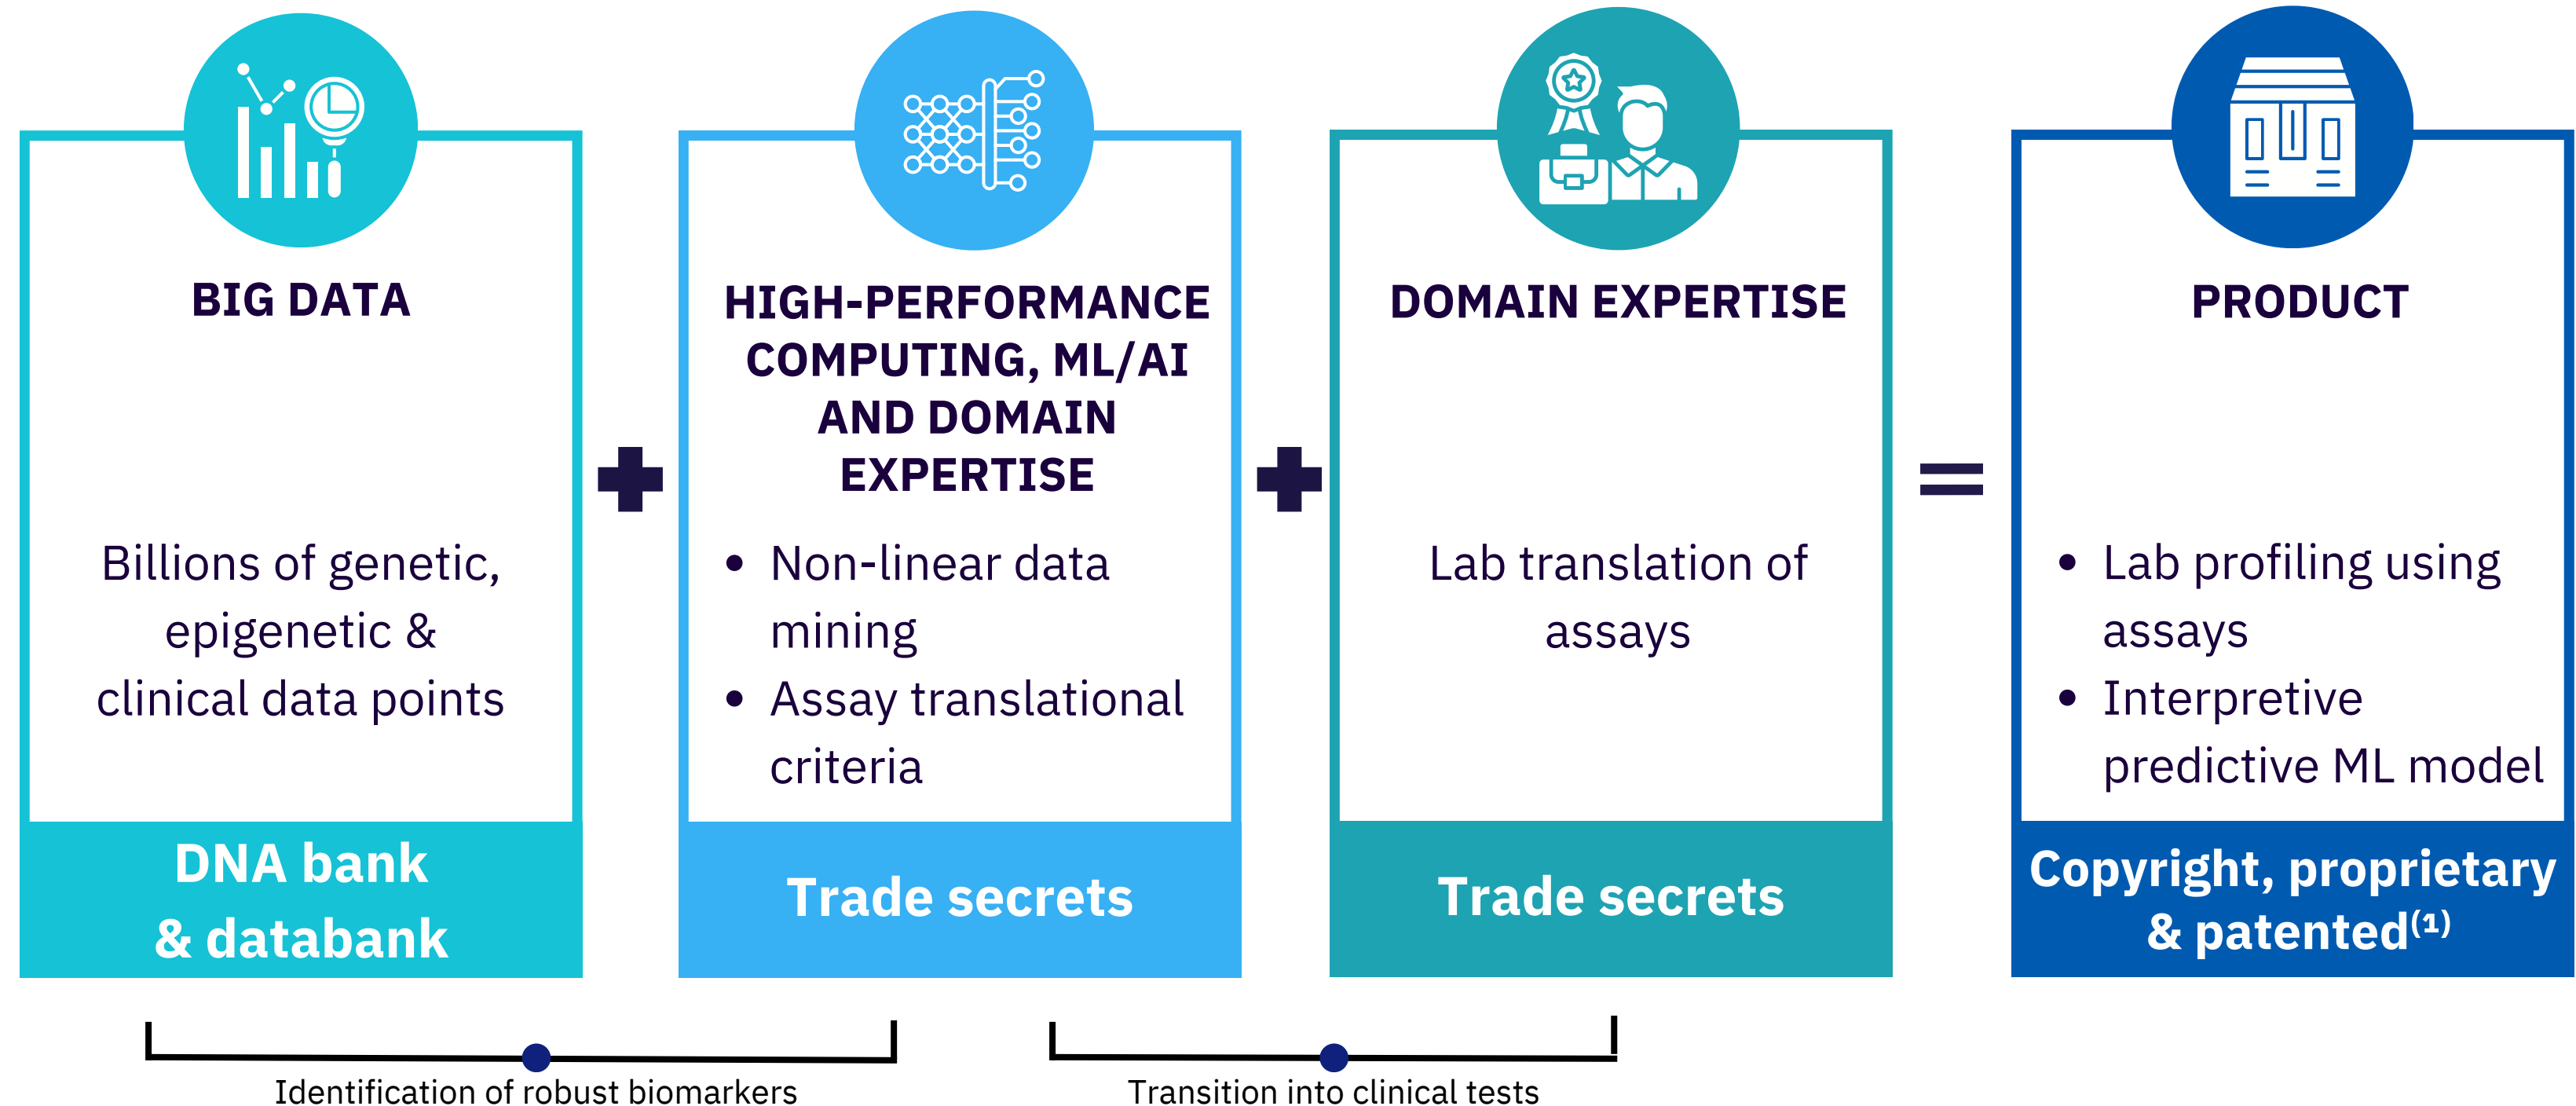 BIG DATA
Billions of genetic,
epigenetic &
clinical data points
DNA bank
& databank
HIGH-PERFORMANCE
COMPUTING, ML/AI
AND DOMAIN
EXPERTISE
• Non-linear data
mining
• Assay translational
criteria
Trade secrets
DOMAIN EXPERTISE
Lab translation of
assays
Trade secrets
PRODUCT
• Lab profiling using
assays
• Interpretive
predictive ML model
Copyright, proprietary
& patented⁽¹⁾
Identification of robust biomarkers
Transition into clinical tests